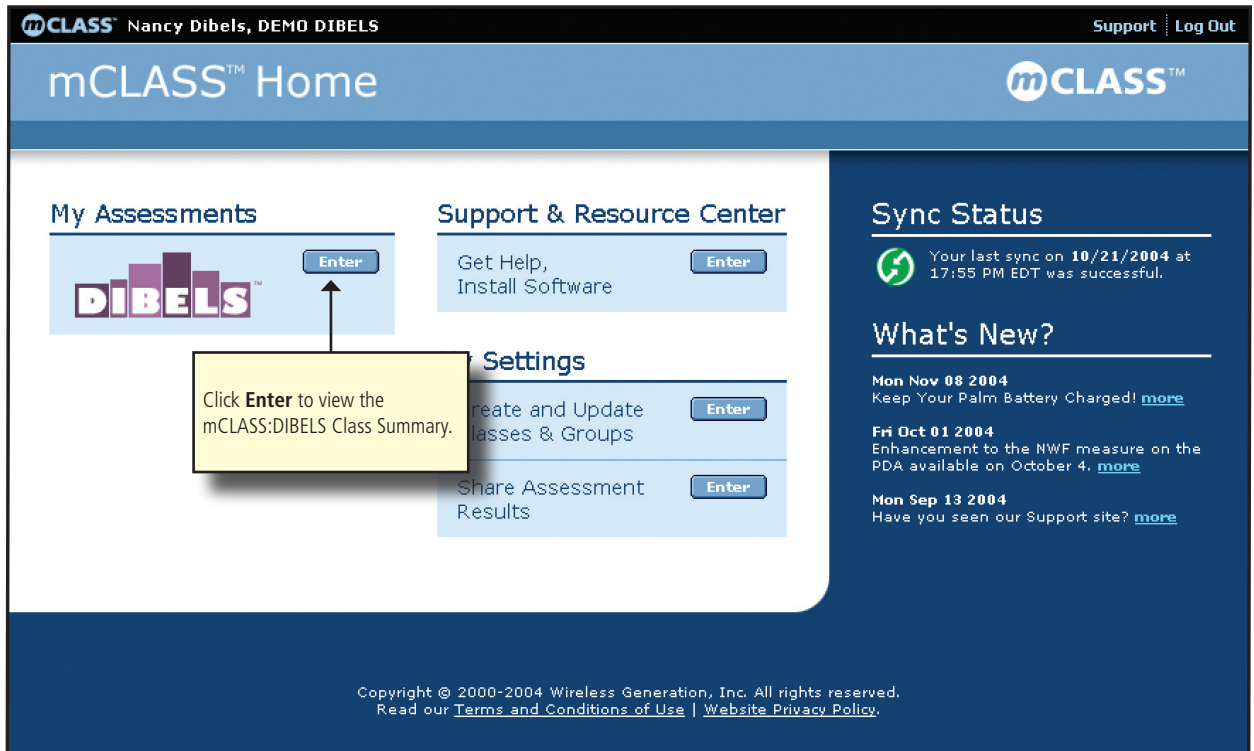 mCLASS™ Nancy Dibels, DEMO DIBELS
Support | Log Out
mCLASS™ Home
mCLASS™
My Assessments
DIBELS™
Enter
Click Enter to view the
mCLASS:DIBELS Class Summary.
Support & Resource Center
Get Help,
Install Software
Enter
Settings
and Update
& Groups
Enter
Share Assessment
Results
Enter
Sync Status
Your last sync on 10/21/2004 at
17:55 PM EDT was successful.
What's New?
Mon Nov 08 2004
Keep Your Palm Battery Charged! more
Fri Oct 01 2004
Enhancement to the NWF measure on the
PDA available on October 4. more
Mon Sep 13 2004
Have you seen our Support site? more
Copyright © 2000-2004 Wireless Generation, Inc. All rights reserved.
Read our Terms and Conditions of Use | Website Privacy Policy.